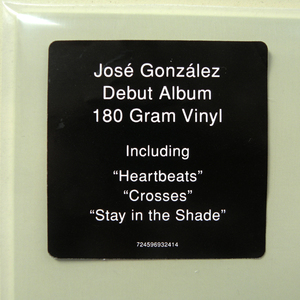 José González
Debut Album
180 Gram Vinyl
Including
“Heartbeats”
“Crosses”
“Stay in the Shade”
724596932414